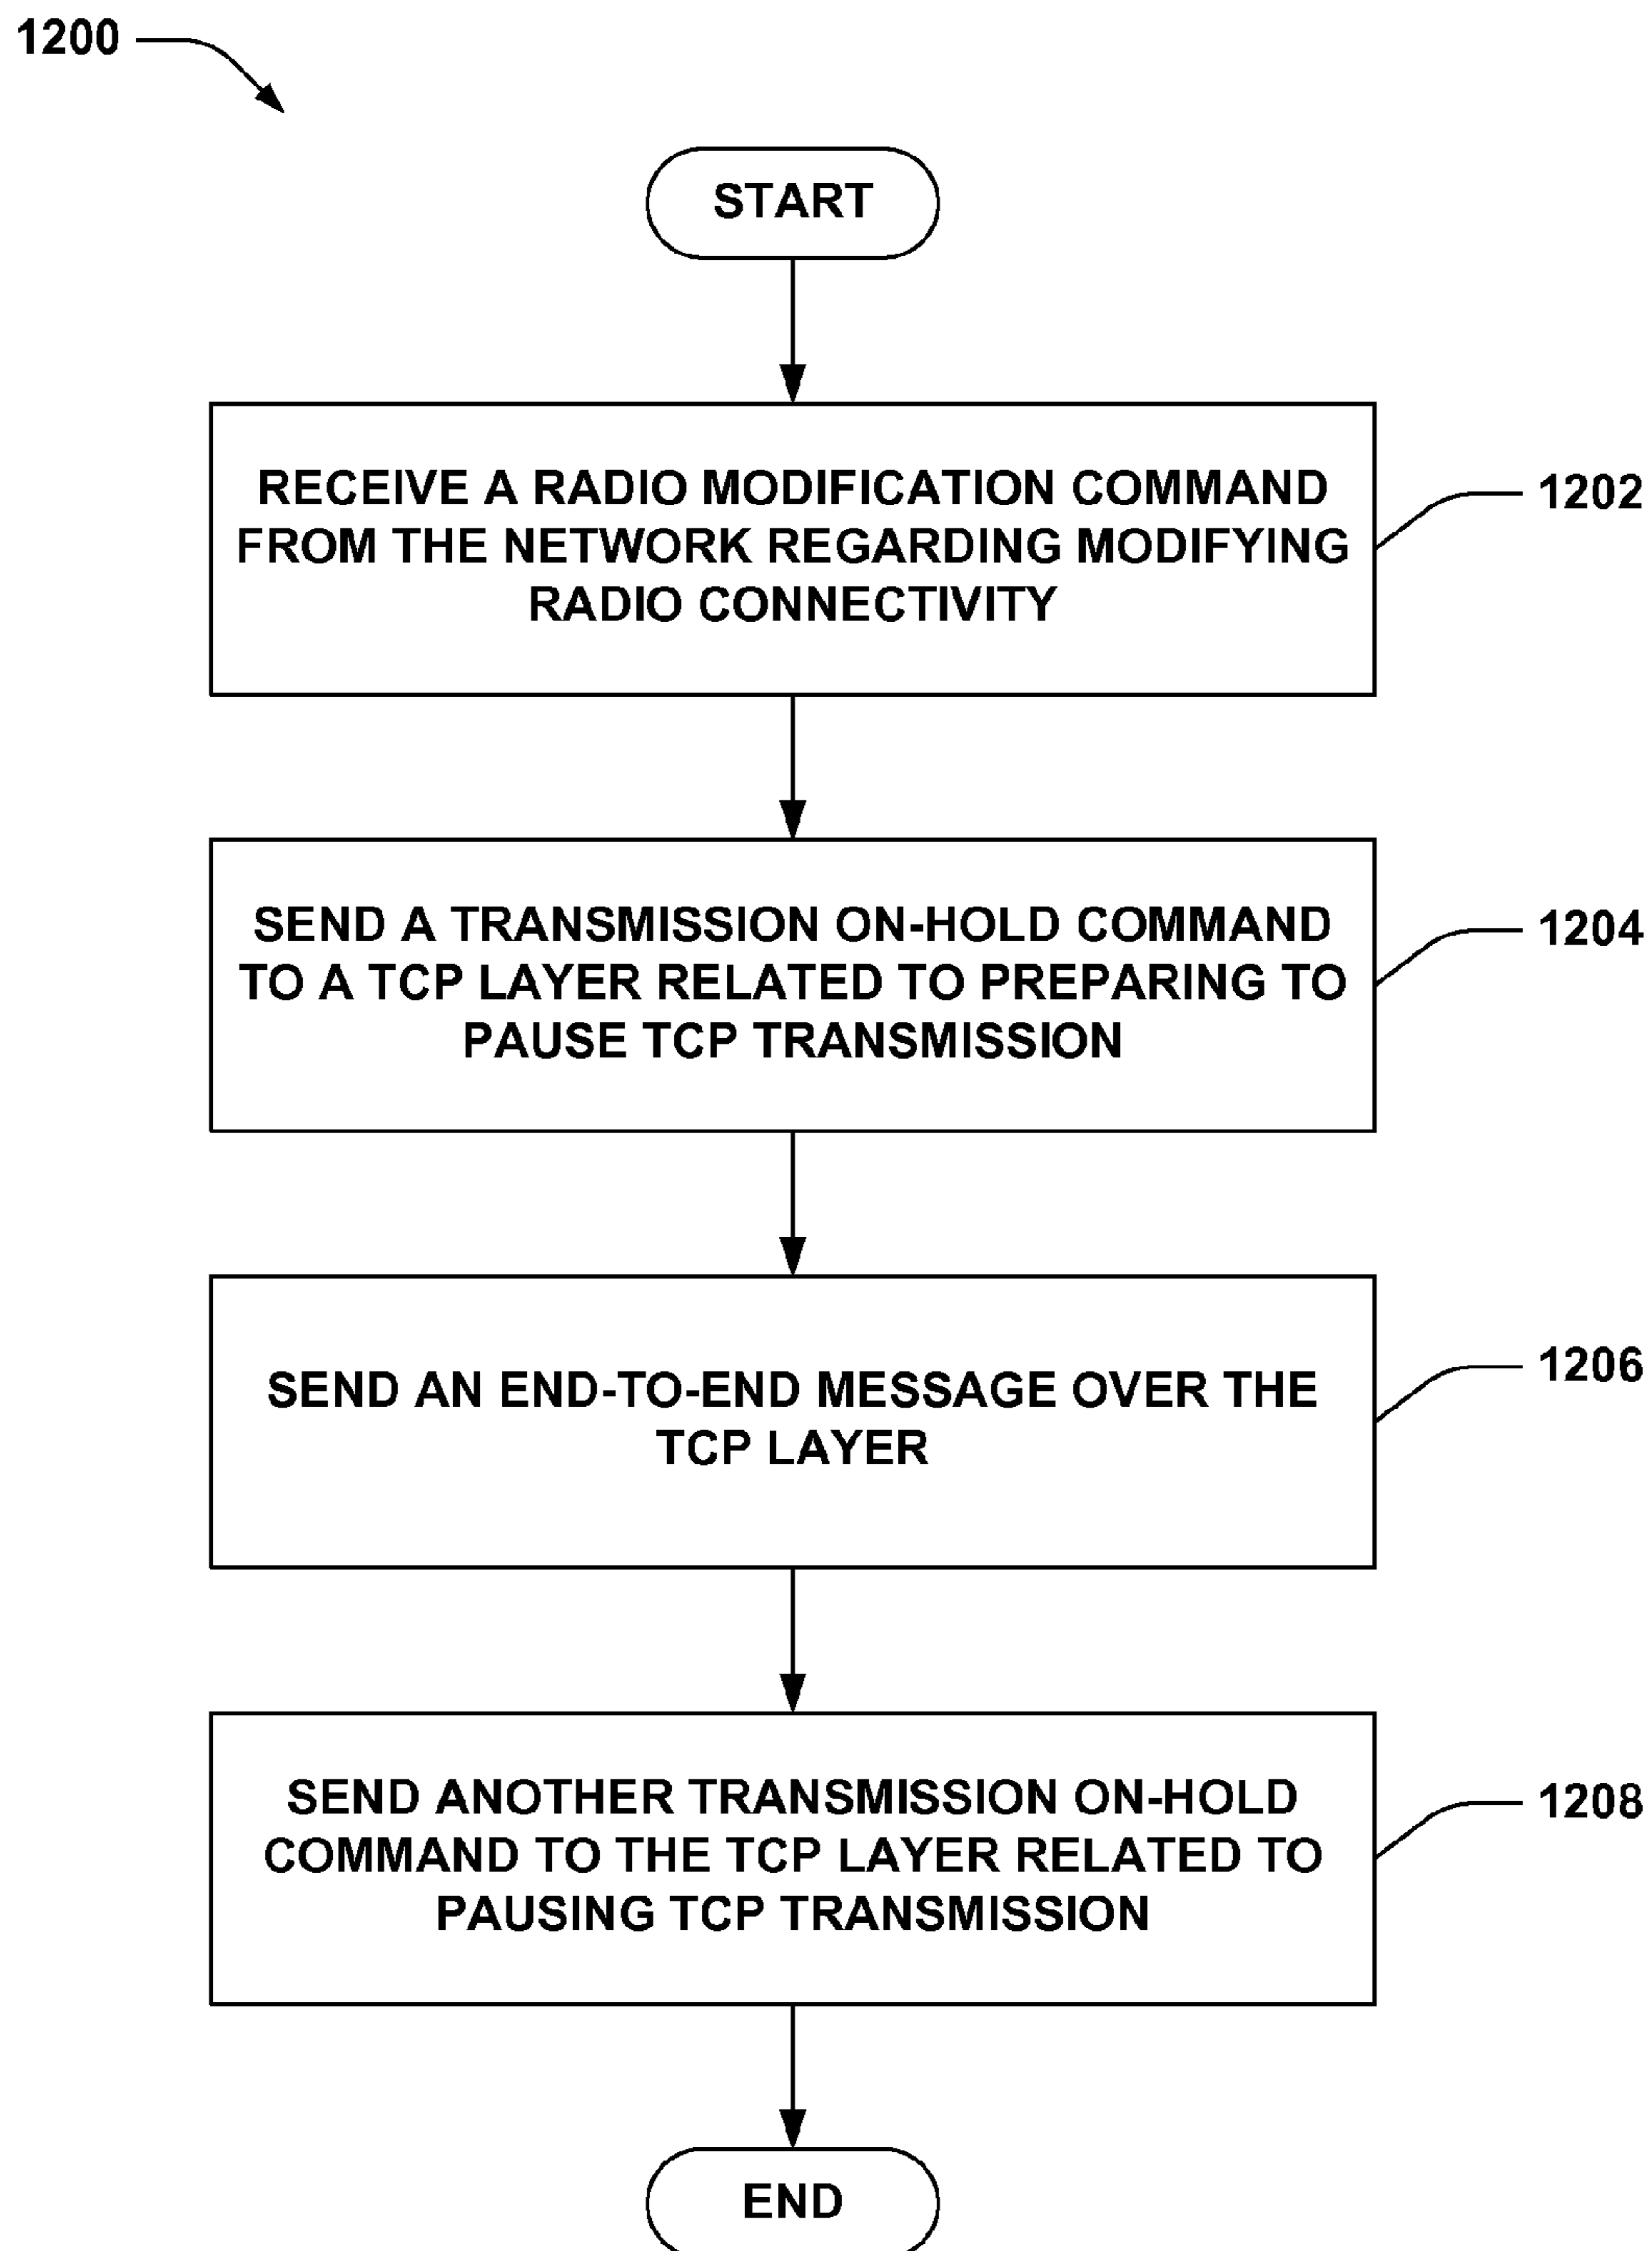 1200
START
RECEIVE A RADIO MODIFICATION COMMAND
FROM THE NETWORK REGARDING MODIFYING
RADIO CONNECTIVITY
1202
SEND A TRANSMISSION ON-HOLD COMMAND
TO A TCP LAYER RELATED TO PREPARING TO
PAUSE TCP TRANSMISSION
1204
SEND AN END-TO-END MESSAGE OVER THE
TCP LAYER
1206
SEND ANOTHER TRANSMISSION ON-HOLD
COMMAND TO THE TCP LAYER RELATED TO
PAUSING TCP TRANSMISSION
1208
END